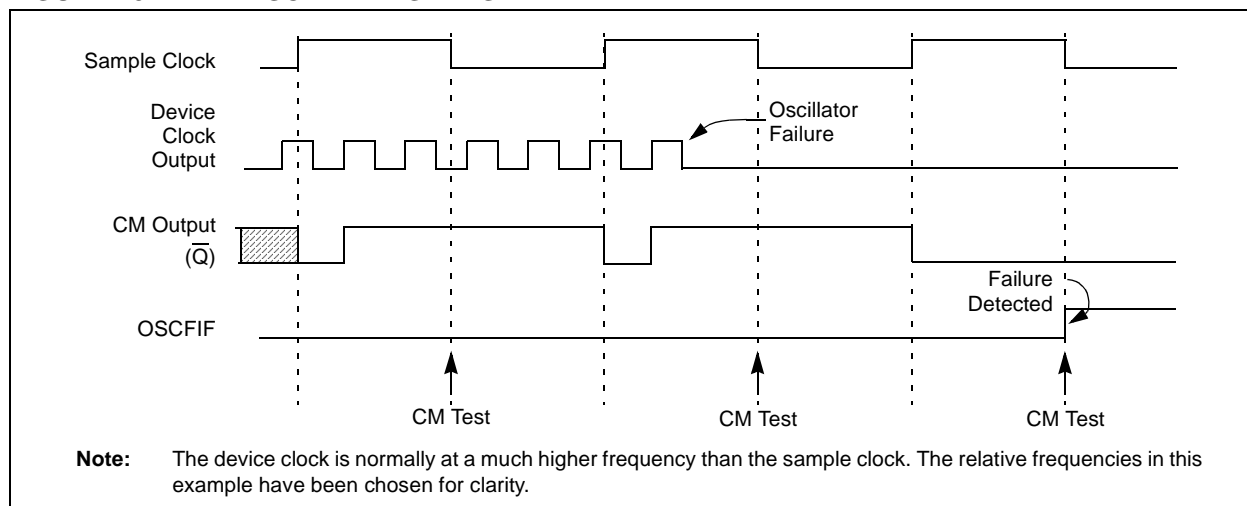 Sample Clock
Device
Clock
Output
Oscillator
Failure
CM Output
(Q)
Failure
Detected
OSCFIF
CM Test
CM Test
CM Test
Note: The device clock is normally at a much higher frequency than the sample clock. The relative frequencies in this
example have been chosen for clarity.